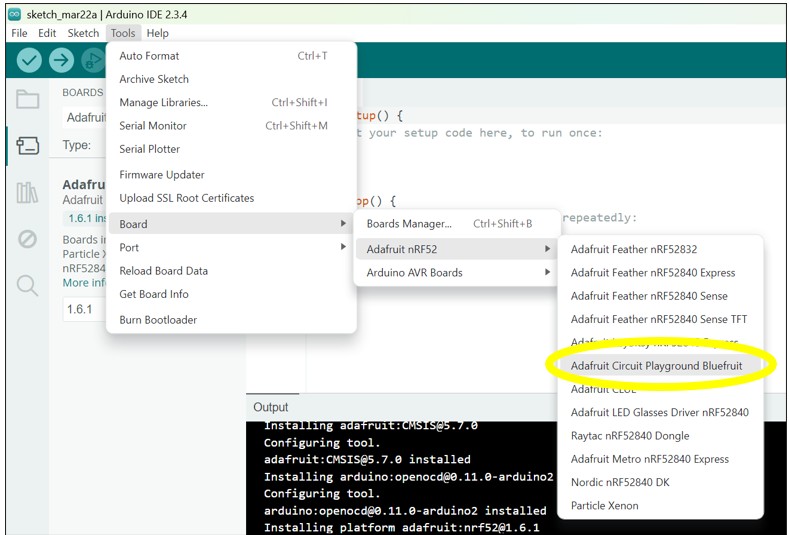 sketch_mar22a | Arduino IDE 2.3.4
File Edit Sketch Tools Help
BOARDS
Type:
Adafru
Adafruit
1.6.1 ins
Boards in
Particle X
nRF5284
More inf
1.6.1
Auto Format Ctrl+T
Archive Sketch
Manage Libraries... Ctrl+Shift+I
Serial Monitor Ctrl+Shift+M
Serial Plotter
Firmware Updater
Upload SSL Root Certificates
Board
Port
Reload Board Data
Get Board Info
Burn Bootloader
tup() {
t your setup code here, to run once:
op() {
repeatedly:
Boards Manager... Ctrl+Shift+B
Adafruit nRF52
Arduino AVR Boards
Adafruit Feather nRF52832
Adafruit Feather nRF52840 Express
Adafruit Feather nRF52840 Sense
Adafruit Feather nRF52840 Sense TFT
Adafruit Circuit Playground Bluefruit
Adafruit CLUE
Adafruit LED Glasses Driver nRF52840
Raytac nRF52840 Dongle
Adafruit Metro nRF52840 Express
Nordic nRF52840 DK
Particle Xenon
Output
Installing adafruit:CMSIS@5.7.0
Configuring tool.
adafruit:CMSIS@5.7.0 installed
Installing arduino:openocd@0.11.0-arduino2
Configuring tool.
arduino:openocd@0.11.0-arduino2 installed
Installing platform adafruit:nrf52@1.6.1